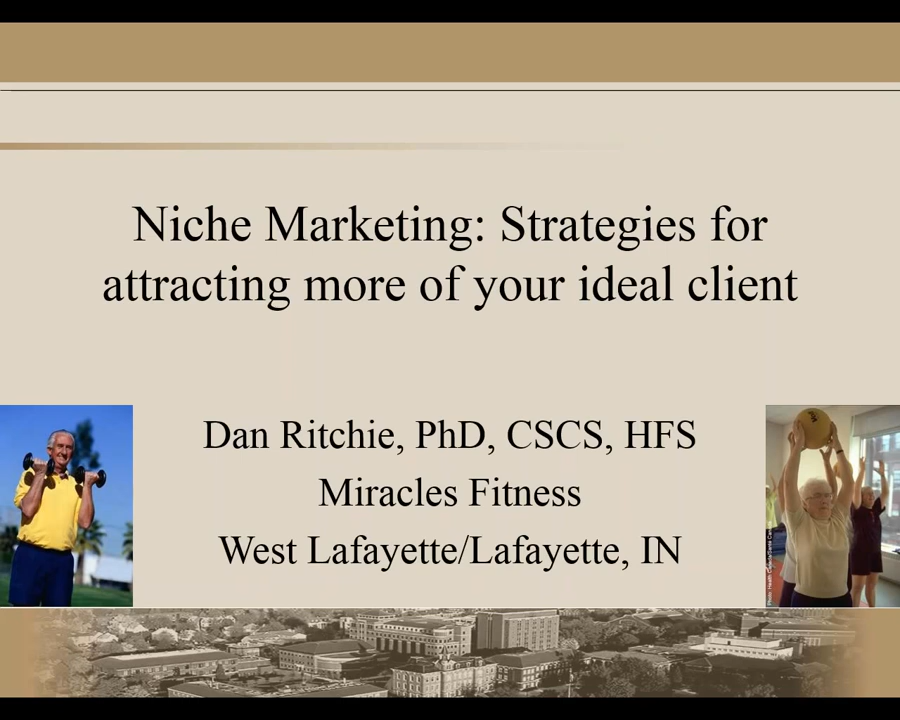 Niche Marketing: Strategies for
attracting more of your ideal client
Dan Ritchie, PhD, CSCS, HFS
Miracles Fitness
West Lafayette/Lafayette, IN